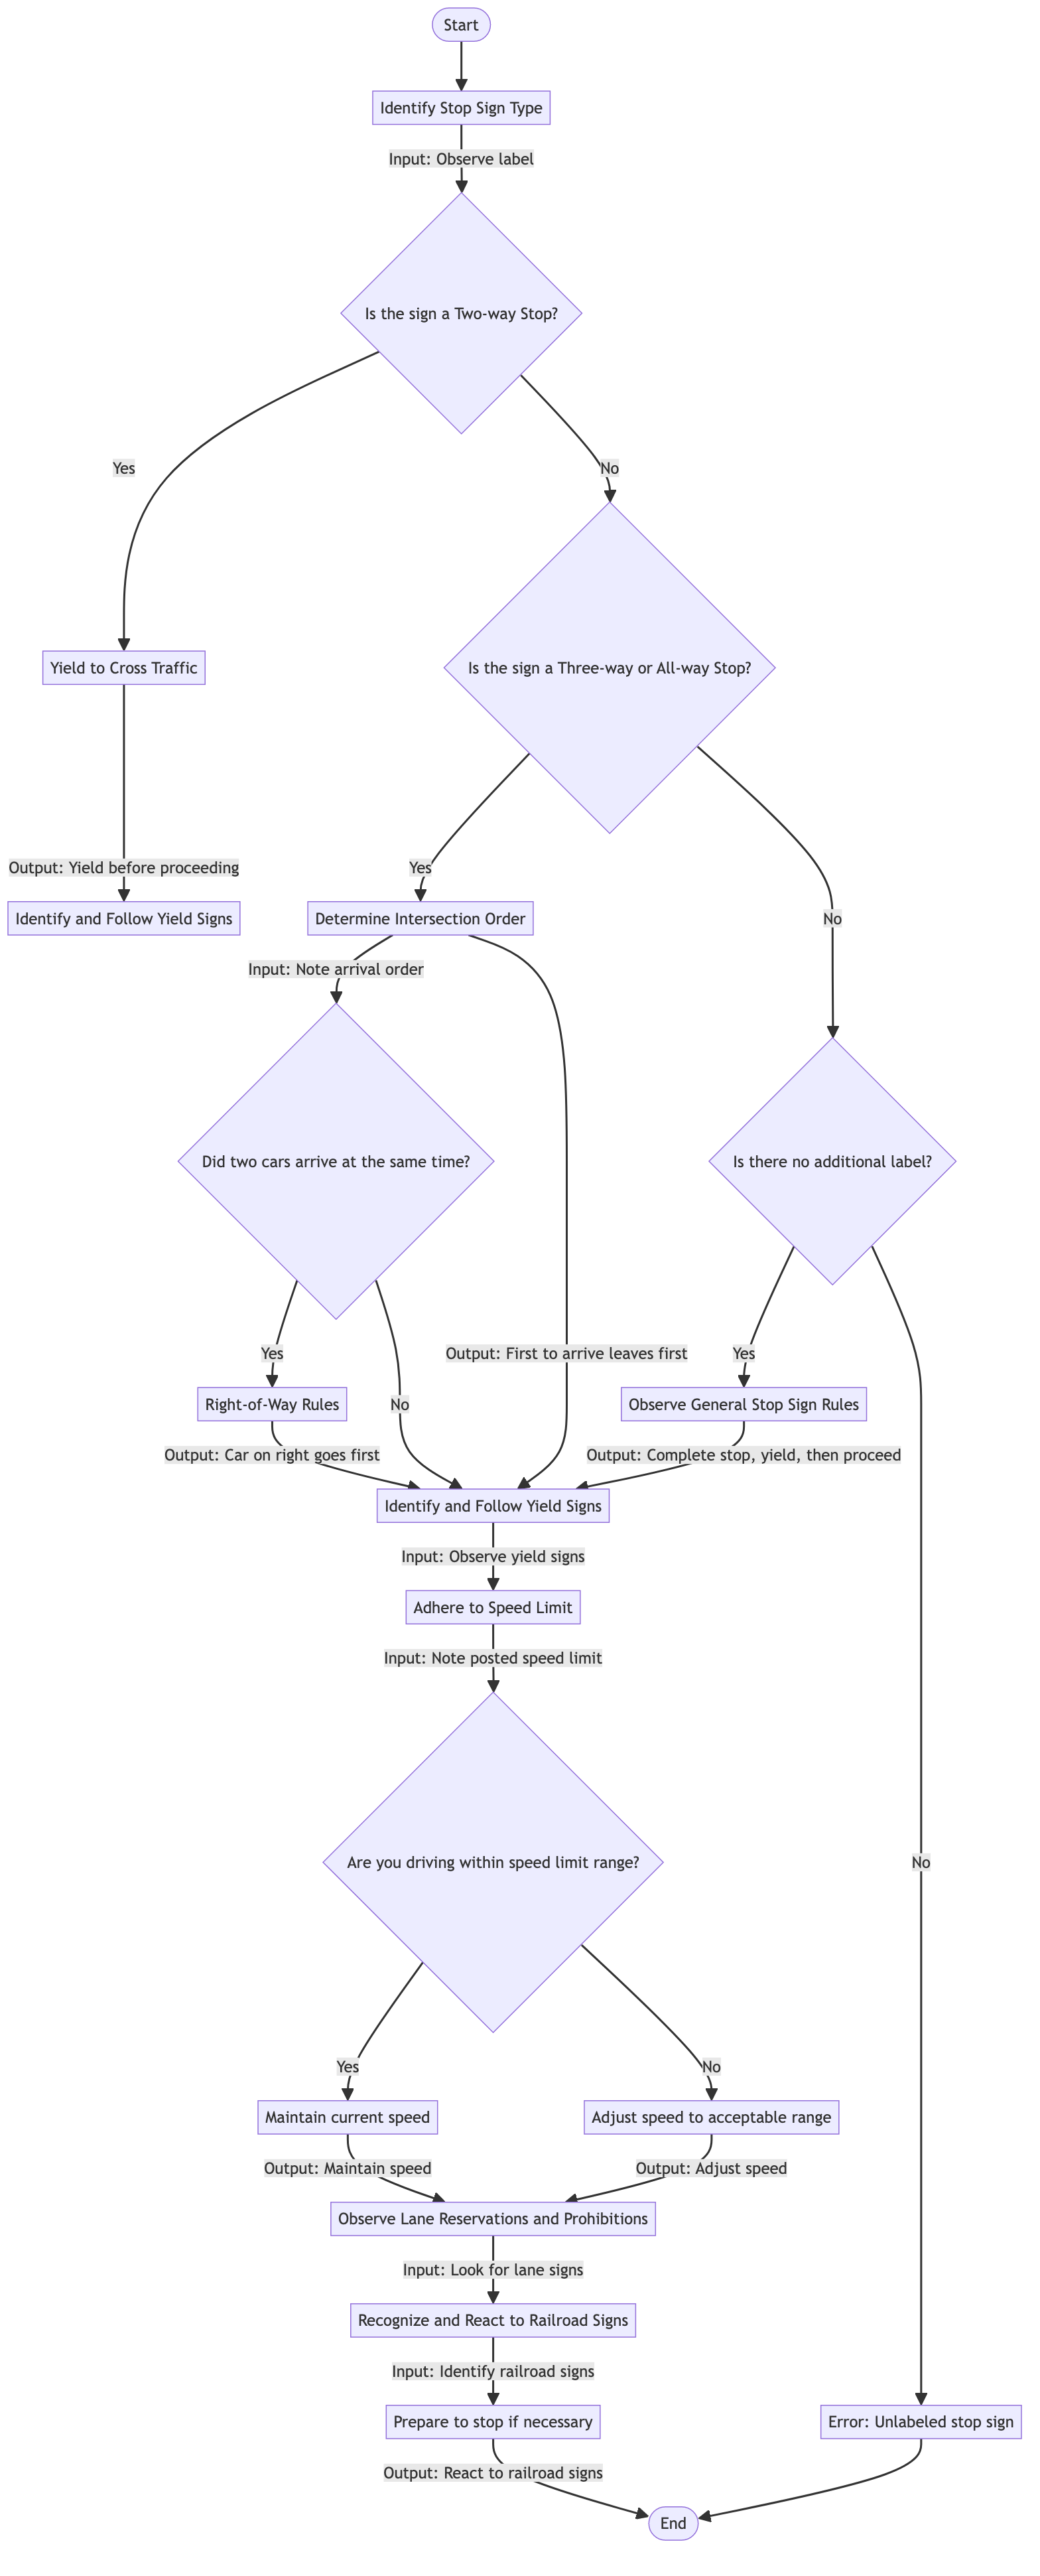 Start
Identify Stop Sign Type
Input: Observe label
Is the sign a Two-way Stop?
Yes
No
Yield to Cross Traffic
Is the sign a Three-way or All-way Stop?
Output: Yield before proceeding
Yes
Identify and Follow Yield Signs
Determine Intersection Order
No
Input: Note arrival order
Did two cars arrive at the same time?
Is there no additional label?
Yes
Output: First to arrive leaves first
Yes
Right-of-Way Rules
No
Observe General Stop Sign Rules
Output: Car on right goes first
Output: Complete stop, yield, then proceed
Identify and Follow Yield Signs
Input: Observe yield signs
Adhere to Speed Limit
Input: Note posted speed limit
Are you driving within speed limit range?
No
Yes
No
Maintain current speed
Adjust speed to acceptable range
Output: Maintain speed
Output: Adjust speed
Observe Lane Reservations and Prohibitions
Input: Look for lane signs
Recognize and React to Railroad Signs
Input: Identify railroad signs
Prepare to stop if necessary
Error: Unlabeled stop sign
Output: React to railroad signs
End